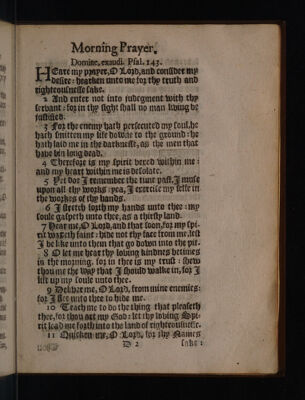 Morning Prayer.
Domine, exaudi. Psal. 143.
HEare my prayer, O Lord, and consider my
desire: hearken unto me for thy truth and
righteousnesse sake.
2 And enter not into iudgement with thy
servant: for in thy sight shall no man living be
iustified.
3 For the enemy hath persecuted my soul, he
hath smitten my life downe to the ground: he
hath laid me in the darknesse, as the men that
have bin long dead.
4 Therefore is my spirit vexed within me:
and my heart within me is desolate.
5 Yet doe I remember the time past, I muse
upon all thy works: yea, I exercise my selfe in
the workes of thy hands.
6 I stretch forth my hands unto thee: my
soule gaspeth unto thee, as a thirsty land.
7 Hear me, O Lord, and that soon, for my spi-
rit waxeth faint: hide not thy face from me, lest
I be like unto them that go down into the pit.
8 O let me hear thy loving kindnes betimes
in the morning, for in thee is my trust: shew
thou me the way that I should walke in, for I
lift up my soule unto thee.
9 Deliver me, O Lord, from mine enemies:
for I flee unto thee to hide me.
10 Teach me to do the thing that pleaseth
thee, for thou art my God: let thy loving Spi-
rit lead me forth into the land of righteousnesse.
11 Quicken me, O Lord, for thy Names
D 2 sake: